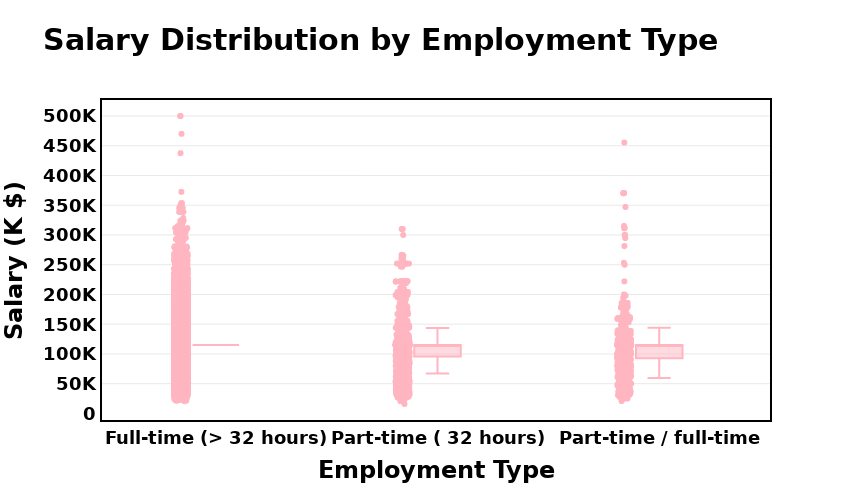 Salary Distribution by Employment Type
Salary (K $)
500K
450K
400K
350K
300K
250K
200K
150K
100K
50K
0
Full-time (> 32 hours) Part-time ( 32 hours) Part-time / full-time
Employment Type